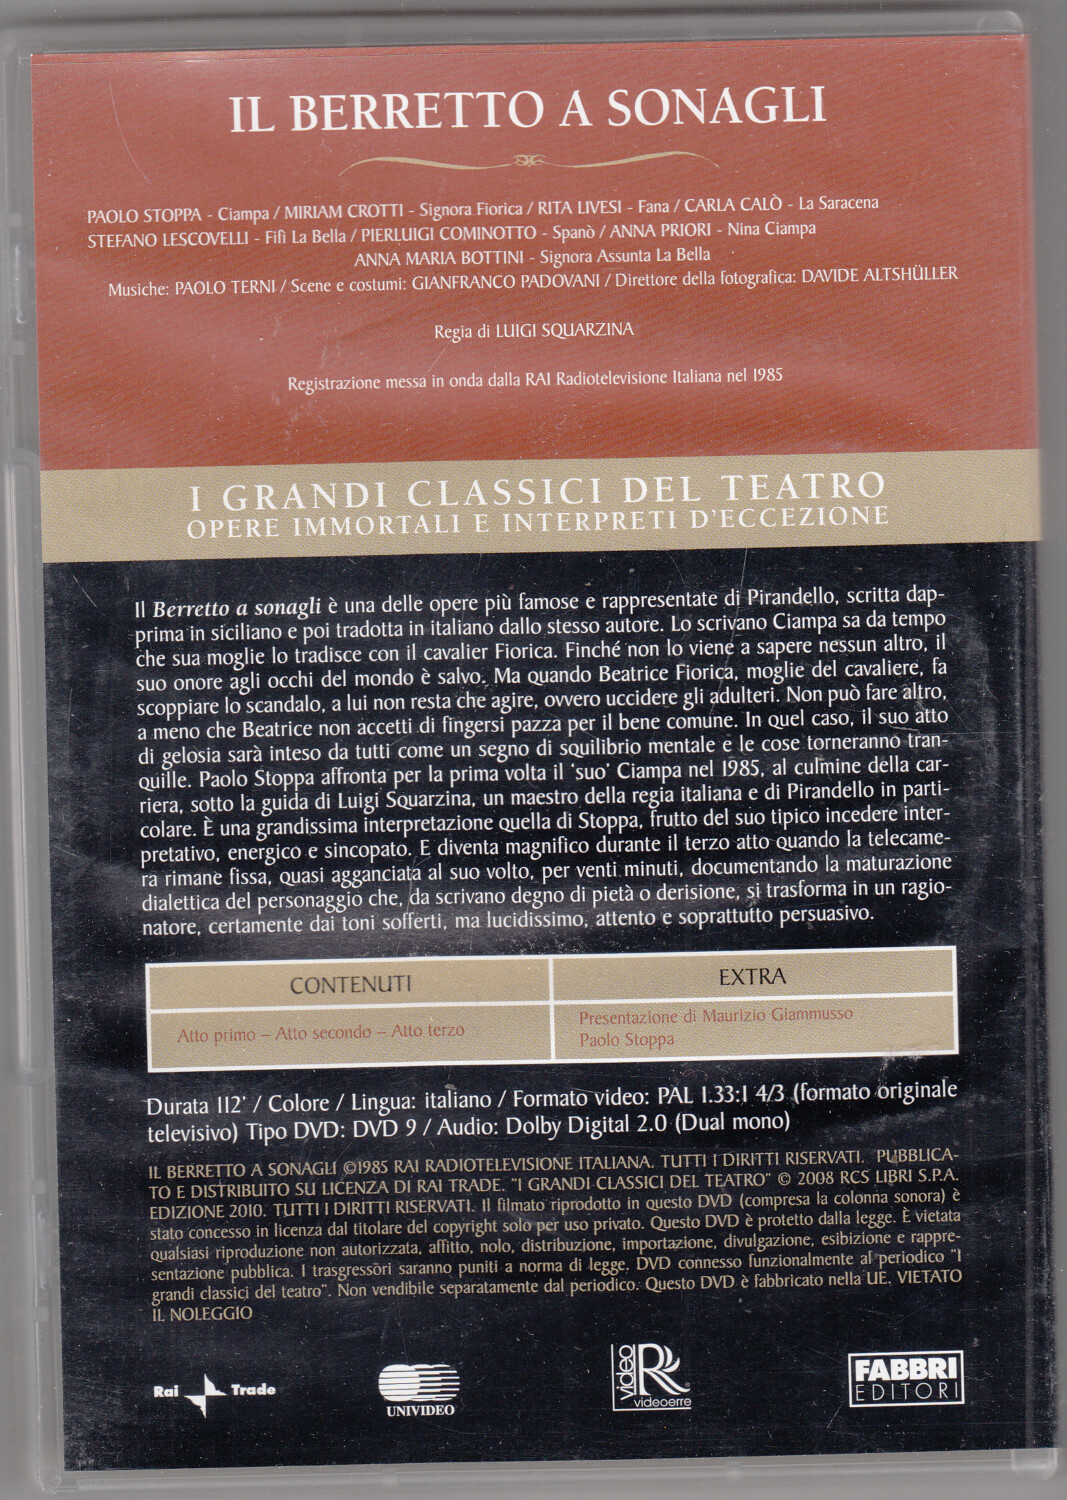 IL BERRETTO A SONAGLI
PAOLO STOPPA - Ciampa / MIRIAM CROTTI - Signora Fiorica / RITA LIVESI - Fana / CARLA CALÒ - La Saracena
STEFANO LESCOVELLI - Fifì La Bella / PIERLUIGI COMINOTTO - Spanò / ANNA PRIORI - Nina Ciampa
ANNA MARIA BOTTINI - Signora Assunta La Bella
Musiche: PAOLO TERNI / Scene e costumi: GIANFRANCO PADOVANI / Direttore della fotografica: DAVIDE ALTSHÜLLER
Regia di LUIGI SQUARZINA
Registrazione messa in onda dalla RAI Radiotelevisione Italiana nel 1985
I GRANDI CLASSICI DEL TEATRO
OPERE IMMORTALI E INTERPRETI D'ECCEZIONE
Il Berretto a sonagli è una delle opere più famose e rappresentate di Pirandello, scritta dap-
prima in siciliano e poi tradotta in italiano dallo stesso autore. Lo scrivano Ciampa sa da tempo
che sua moglie lo tradisce con il cavalier Fiorica. Finché non lo viene a sapere nessun altro, il
suo onore agli occhi del mondo è salvo. Ma quando Beatrice Fiorica, moglie del cavaliere, fa
scoppiare lo scandalo, a lui non resta che agire, ovvero uccidere gli adulteri. Non può fare altro,
a meno che Beatrice non accetti di fingersi pazza per il bene comune. In quel caso, il suo atto
di gelosia sarà inteso da tutti come un segno di squilibrio mentale e le cose torneranno tran-
quille. Paolo Stoppa affronta per la prima volta il 'suo' Ciampa nel 1985, al culmine della car-
riera, sotto la guida di Luigi Squarzina, un maestro della regia italiana e di Pirandello in parti-
colare. È una grandissima interpretazione quella di Stoppa, frutto del suo tipico incedere inter-
pretativo, energico e sincopato. E diventa magnifico durante il terzo atto quando la telecame-
ra rimane fissa, quasi agganciata al suo volto, per venti minuti, documentando la maturazione
dialettica del personaggio che, da scrivano degno di pietà o derisione, si trasforma in un ragio-
natore, certamente dai toni sofferti, ma lucidissimo, attento e soprattutto persuasivo.
CONTENUTI
Atto primo – Atto secondo – Atto terzo
EXTRA
Presentazione di Maurizio Giammusso
Paolo Stoppa
Durata 112' / Colore / Lingua: italiano / Formato video: PAL 1.33:1 4/3 (formato originale
televisivo) Tipo DVD: DVD 9 / Audio: Dolby Digital 2.0 (Dual mono)
IL BERRETTO A SONAGLI ©1985 RAI RADIOTELEVISIONE ITALIANA. TUTTI I DIRITTI RISERVATI. PUBBLICA-
TO E DISTRIBUITO SU LICENZA DI RAI TRADE. "I GRANDI CLASSICI DEL TEATRO" © 2008 RCS LIBRI S.P.A.
EDIZIONE 2010. TUTTI I DIRITTI RISERVATI. Il filmato riprodotto in questo DVD (compresa la colonna sonora) è
stato concesso in licenza dal titolare del copyright solo per uso privato. Questo DVD è protetto dalla legge. È vietata
qualsiasi riproduzione non autorizzata, affitto, nolo, distribuzione, importazione, divulgazione, esibizione e rappre-
sentazione pubblica. I trasgressori saranno puniti a norma di legge. DVD connesso funzionalmente al periodico "I
grandi classici del teatro". Non vendibile separatamente dal periodico. Questo DVD è fabbricato nella UE. VIETATO
IL NOLEGGIO
Rai Trade
UNIVIDEO
video R ®
videoerre
FABBRI
EDITORI